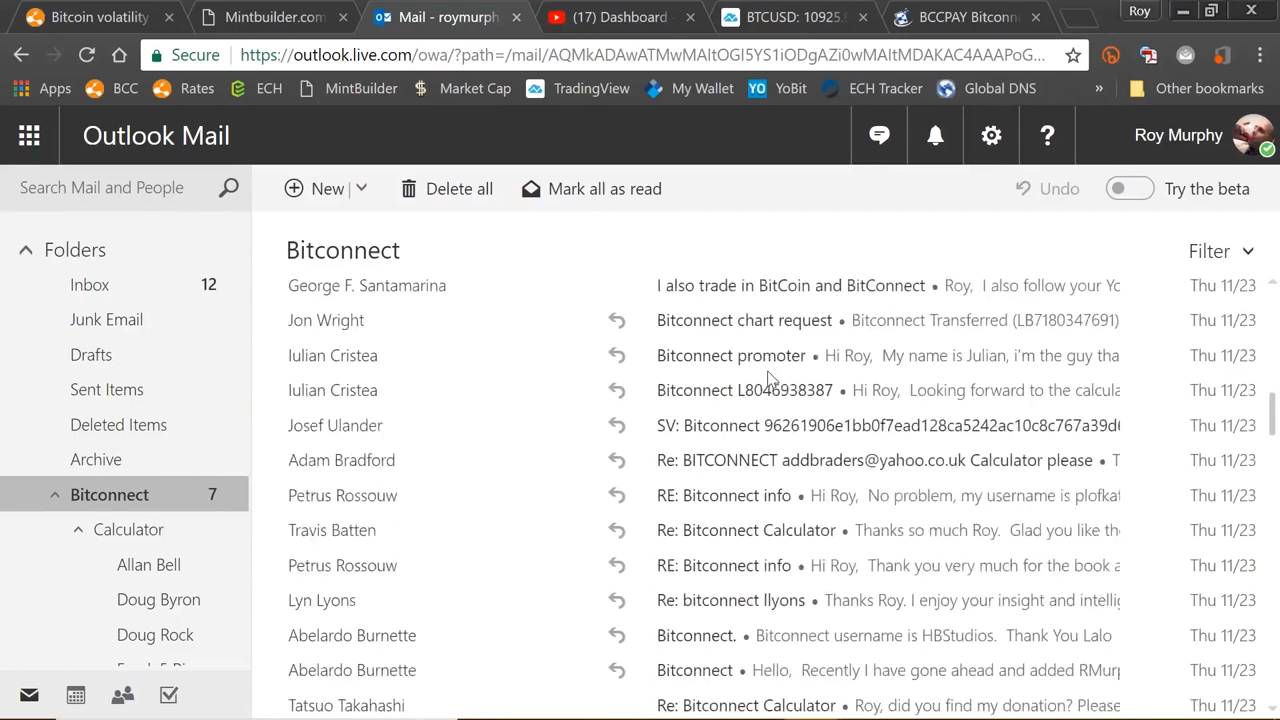 Bitcoin volatility
Mintbuilder.com
Mail - roymurph
(17) Dashboard
BTCUSD: 10925.
BCCPAY Bitconn
Roy
Secure
https://outlook.live.com/owa/?path=/mail/AQMkADAwATMwMAItOGI5YS1iODgAZi0wMAItMDAKAC4AAAPoG...
Apps
BCC
Rates
ECH
MintBuilder
Market Cap
TradingView
My Wallet
YO YoBit
ECH Tracker
Global DNS
»
Other bookmarks
Outlook Mail
?
Roy Murphy
Search Mail and People
New
Delete all
Mark all as read
Undo
Try the beta
Folders
Inbox 12
Junk Email
Drafts
Sent Items
Deleted Items
Archive
Bitconnect 7
Calculator
Allan Bell
Doug Byron
Doug Rock
Bitconnect
Filter
George F. Santamarina I also trade in BitCoin and BitConnect • Roy, I also follow your Yo Thu 11/23
Jon Wright Bitconnect chart request • Bitconnect Transferred (LB7180347691) Thu 11/23
Iulian Cristea Bitconnect promoter • Hi Roy, My name is Julian, i'm the guy tha Thu 11/23
Iulian Cristea Bitconnect L8046938387 • Hi Roy, Looking forward to the calcula Thu 11/23
Josef Ulander SV: Bitconnect 96261906e1bb0f7ead128ca5242ac10c8c767a39d6 Thu 11/23
Adam Bradford Re: BITCONNECT addbraders@yahoo.co.uk Calculator please • T Thu 11/23
Petrus Rossouw RE: Bitconnect info • Hi Roy, No problem, my username is plofkat Thu 11/23
Travis Batten Re: Bitconnect Calculator • Thanks so much Roy. Glad you like the Thu 11/23
Petrus Rossouw RE: Bitconnect info • Hi Roy, Thank you very much for the book a Thu 11/23
Lyn Lyons Re: bitconnect llyons • Thanks Roy. I enjoy your insight and intellig Thu 11/23
Abelardo Burnette Bitconnect. • Bitconnect username is HBStudios. Thank You Lalo Thu 11/23
Abelardo Burnette Bitconnect • Hello, Recently I have gone ahead and added RMurp Thu 11/23
Tatsuo Takahashi Re: Bitconnect Calculator • Roy, did you find my donation? Please Thu 11/23